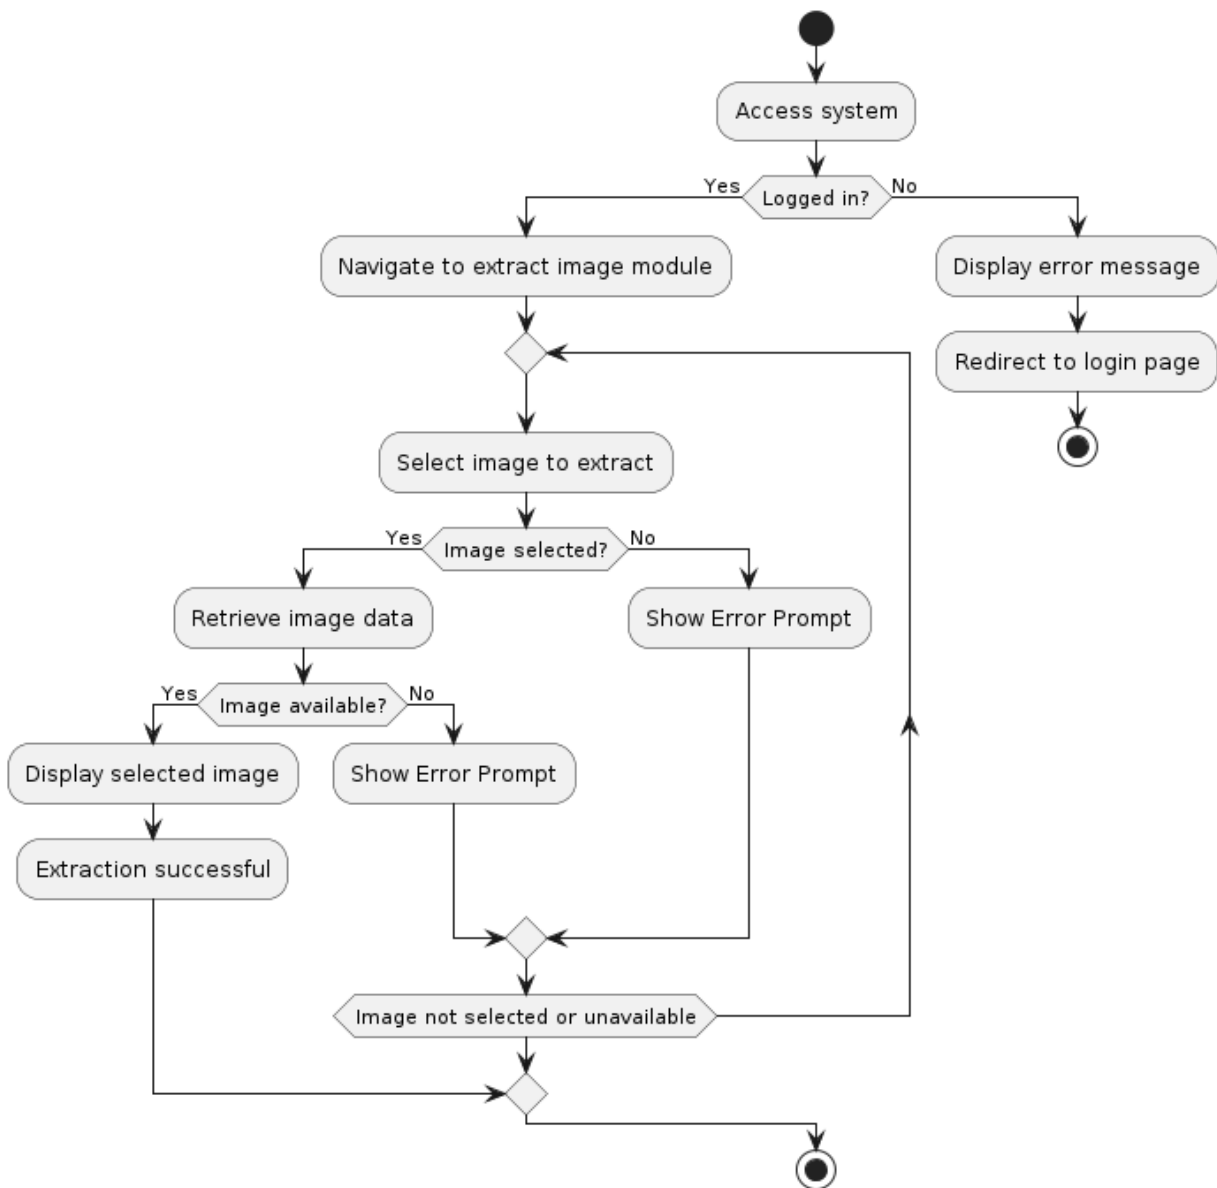 Access system
Yes
Logged in?
No
Navigate to extract image module
Display error message
Redirect to login page
Select image to extract
Yes
Image selected?
No
Retrieve image data
Show Error Prompt
Yes
Image available?
No
Display selected image
Show Error Prompt
Extraction successful
Image not selected or unavailable